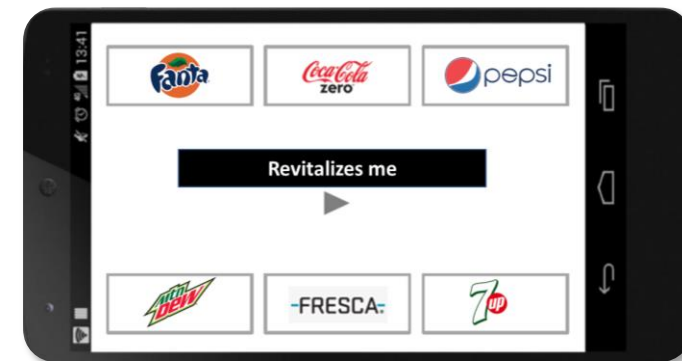 13:41
Fanta
Coca-Cola
zero
pepsi
Revitalizes me
Mtn
DEW
-FRESCA-
7up